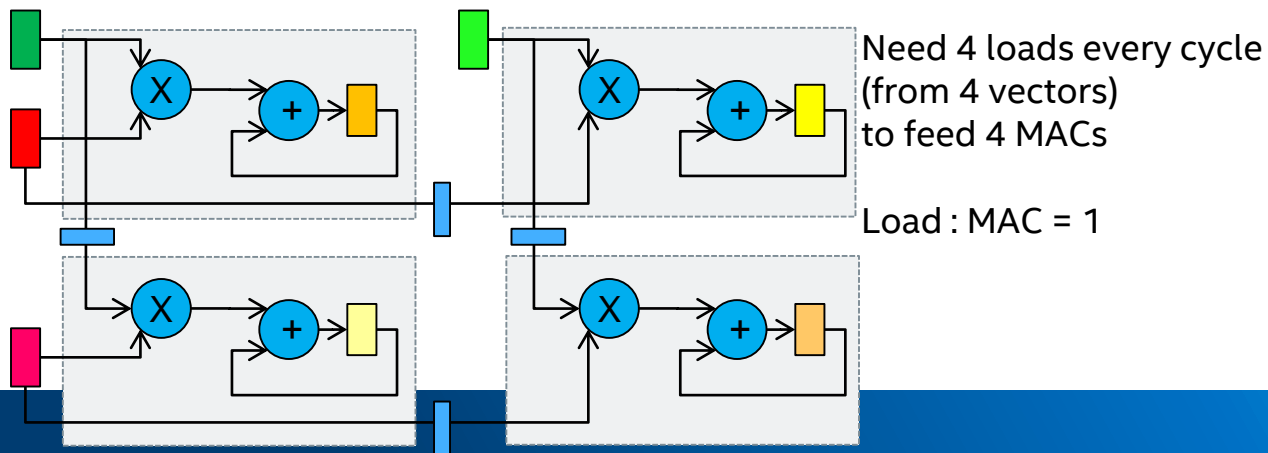 X
+
X
+
Need 4 loads every cycle
(from 4 vectors)
to feed 4 MACs
Load : MAC = 1
X
+
X
+